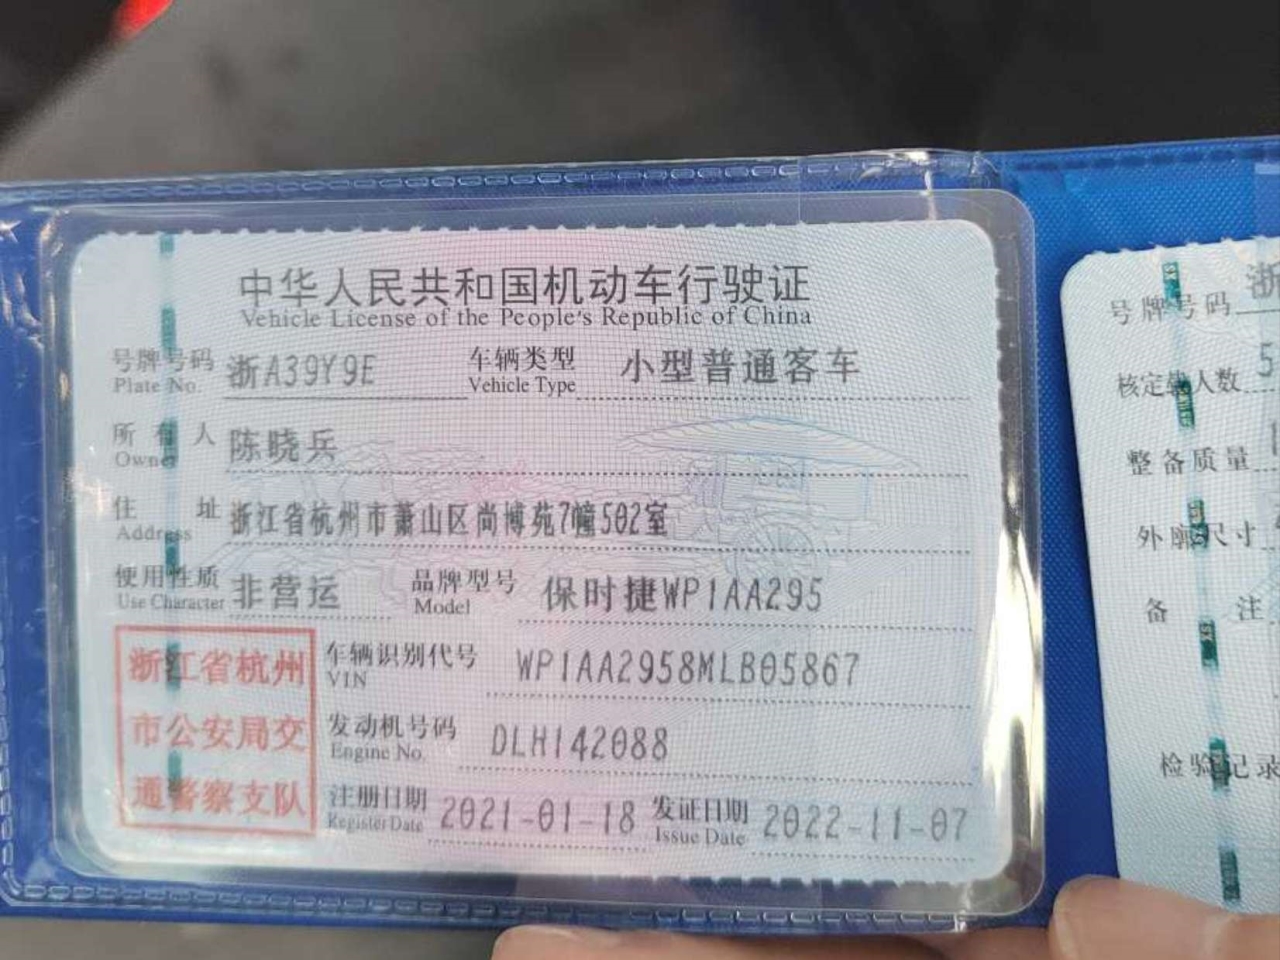 中华人民共和国机动车行驶证
Vehicle License of the People's Republic of China
号牌号码 浙A39Y9E 车辆类型 小型普通客车
Plate No. Vehicle Type
所有人 陈晓兵
Owner
住址 浙江省杭州市萧山区尚博苑7幢502室
Address
使用性质 非营运 品牌型号 保时捷WP1AA295
Use Character Model
浙江省杭州
市公安局交
通警察支队
车辆识别代号 WP1AA2958MLB05867
VIN
发动机号码 DLH142088
Engine No.
注册日期 2021-01-18 发证日期 2022-11-07
Register Date Issue Date
号牌号码 浙
核定载人数 5
整备质量
外廓尺寸
备注
检验记录